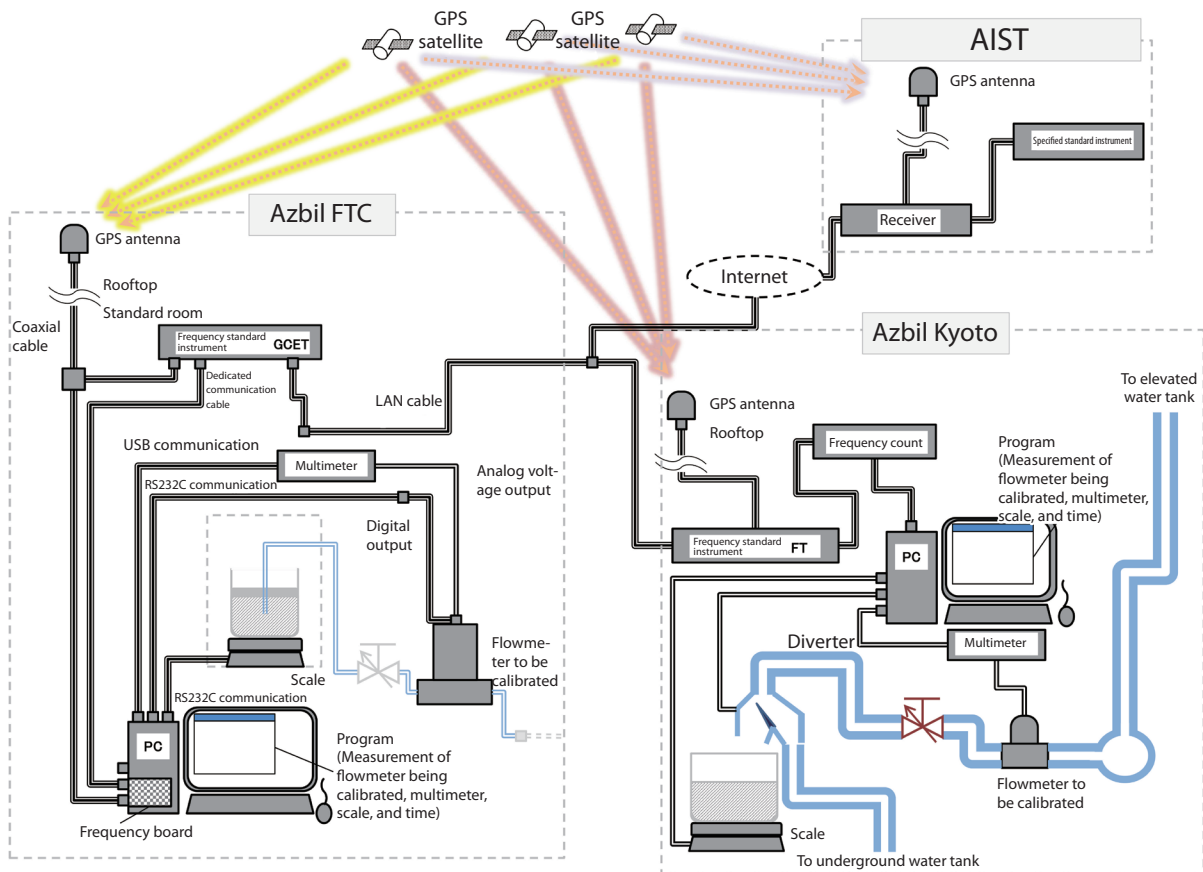 GPS
satellite
GPS
satellite
AIST
GPS antenna
Specified standard instrument
Receiver
Internet
Azbil FTC
GPS antenna
Rooftop
Standard room
Coaxial
cable
Frequency standard
instrument
GCET
Dedicated
communication
cable
LAN cable
USB communication
Multimeter
RS232C communication
Analog volt-
age output
Digital
output
Flowme-
ter to be
calibrated
Scale
RS232C communication
PC
Program
(Measurement of
flowmeter being
calibrated, multimeter,
scale, and time)
Frequency board
Azbil Kyoto
To elevated
water tank
GPS antenna
Rooftop
Frequency count
Program
(Measurement of
flowmeter being
calibrated, multimeter,
scale, and time)
Frequency standard
instrument
FT
PC
Diverter
Multimeter
Flowmeter to
be calibrated
Scale
To underground water tank